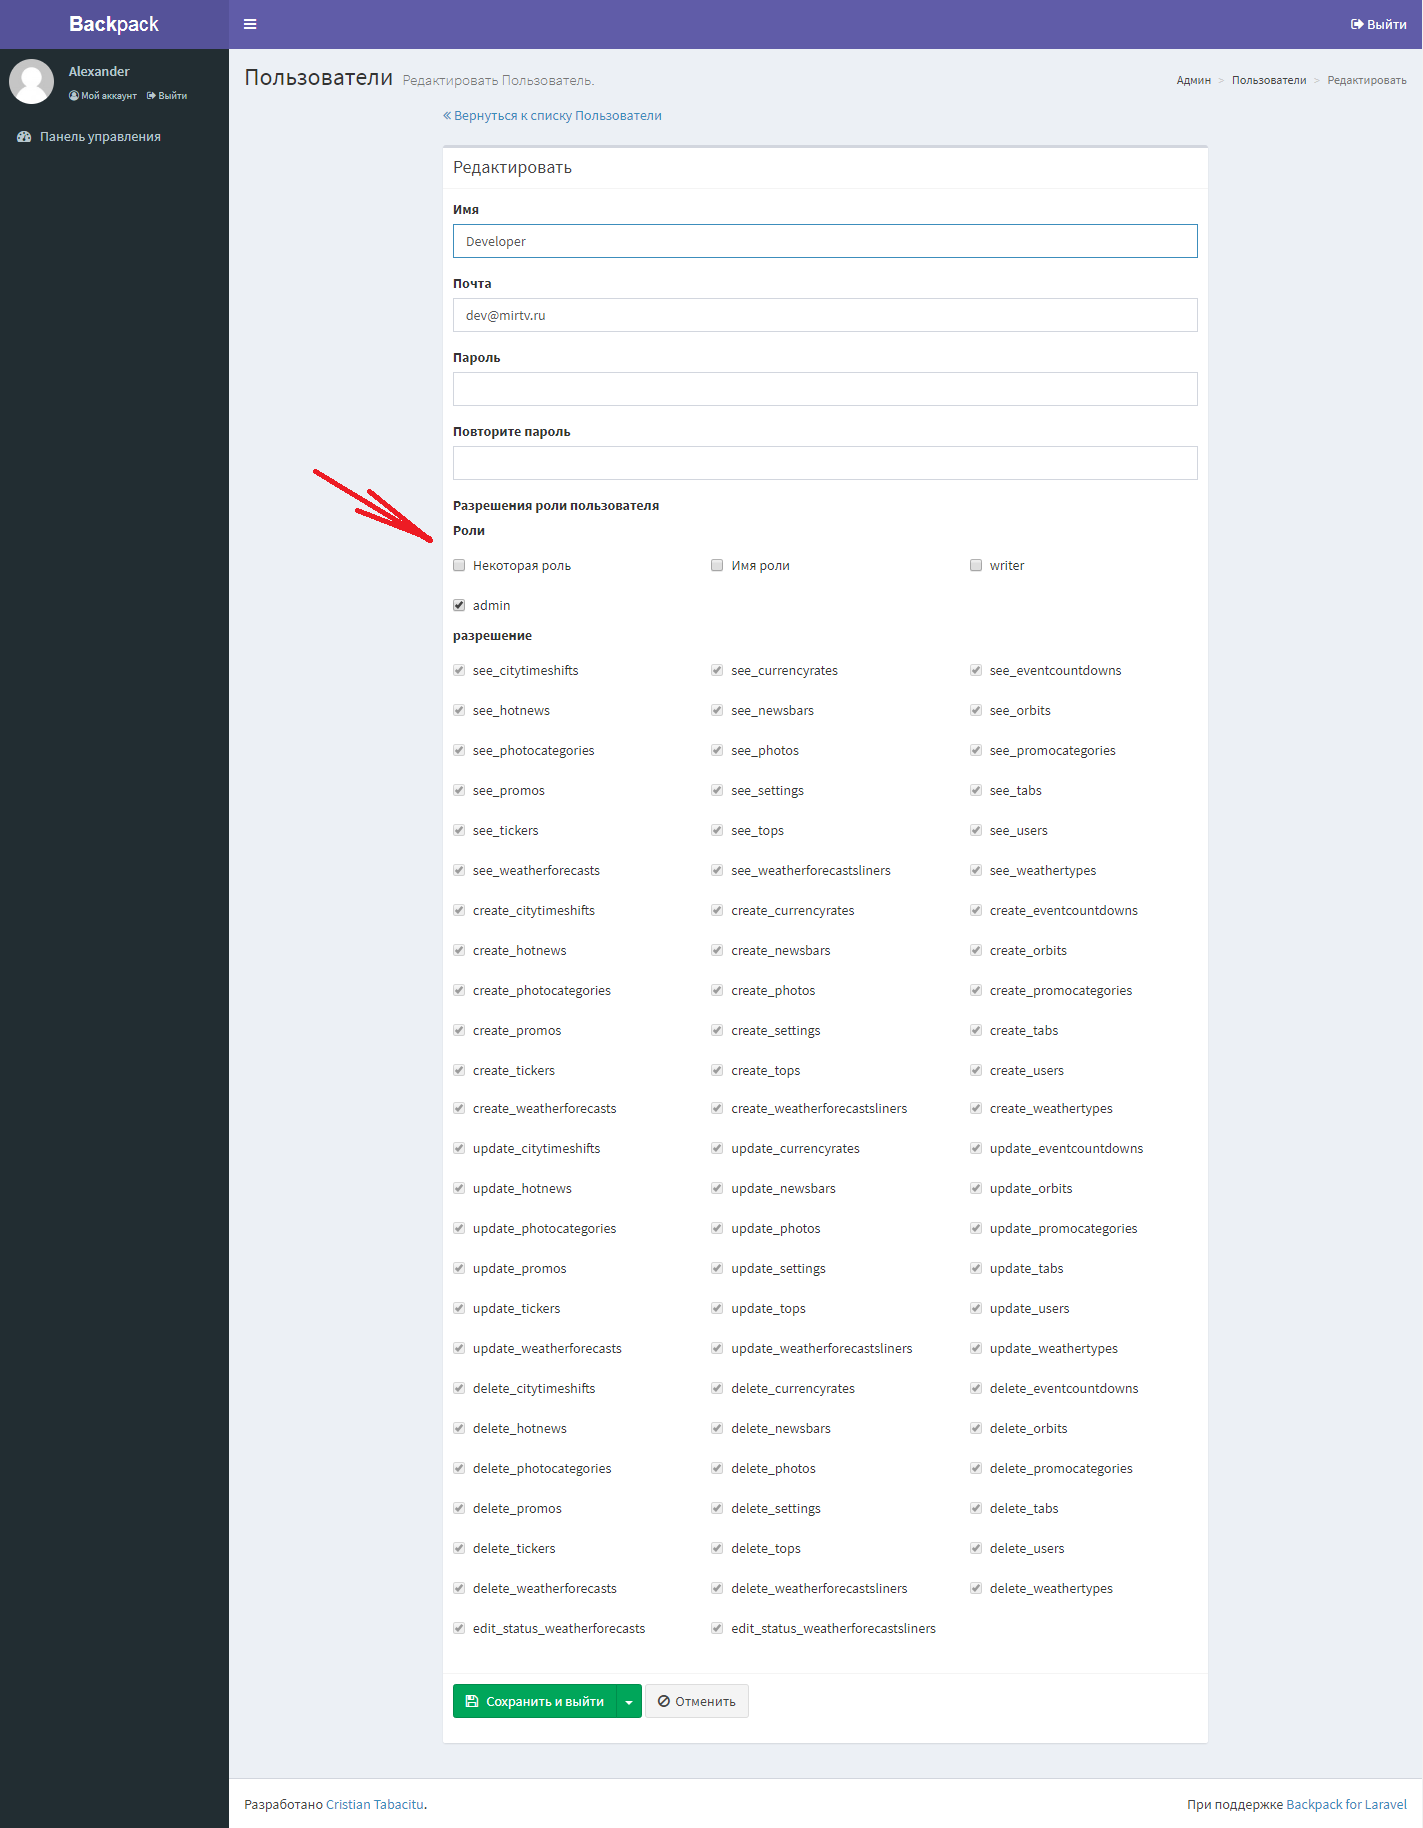 Backpack
Выйти
Alexander
Мой аккаунт Выйти
Панель управления
Пользователи Редактировать Пользователь.
Админ > Пользователи > Редактировать
« Вернуться к списку Пользователи
Редактировать
Имя
Developer
Почта
dev@mirtv.ru
Пароль
Повторите пароль
Разрешения роли пользователя
Роли
Некоторая роль Имя роли writer
admin
разрешение
see_citytimeshifts see_currencyrates see_eventcountdowns
see_hotnews see_newsbars see_orbits
see_photocategories see_photos see_promocategories
see_promos see_settings see_tabs
see_tickers see_tops see_users
see_weatherforecasts see_weatherforecastsliners see_weathertypes
create_citytimeshifts create_currencyrates create_eventcountdowns
create_hotnews create_newsbars create_orbits
create_photocategories create_photos create_promocategories
create_promos create_settings create_tabs
create_tickers create_tops create_users
create_weatherforecasts create_weatherforecastsliners create_weathertypes
update_citytimeshifts update_currencyrates update_eventcountdowns
update_hotnews update_newsbars update_orbits
update_photocategories update_photos update_promocategories
update_promos update_settings update_tabs
update_tickers update_tops update_users
update_weatherforecasts update_weatherforecastsliners update_weathertypes
delete_citytimeshifts delete_currencyrates delete_eventcountdowns
delete_hotnews delete_newsbars delete_orbits
delete_photocategories delete_photos delete_promocategories
delete_promos delete_settings delete_tabs
delete_tickers delete_tops delete_users
delete_weatherforecasts delete_weatherforecastsliners delete_weathertypes
edit_status_weatherforecasts edit_status_weatherforecastsliners
Сохранить и выйти Отменить
Разработано Cristian Tabacitu.
При поддержке Backpack for Laravel